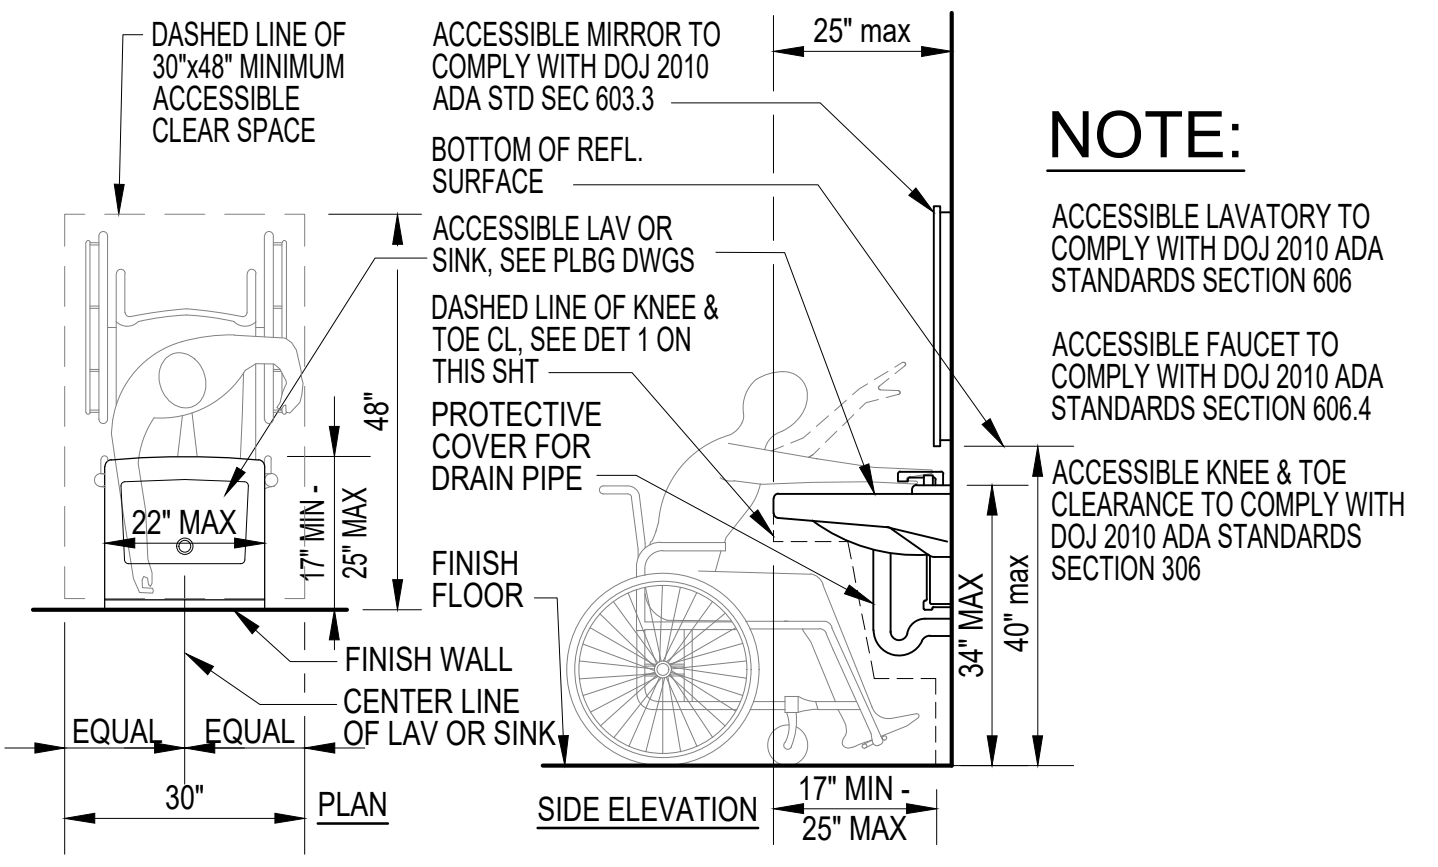 DASHED LINE OF
30"x48" MINIMUM
ACCESSIBLE
CLEAR SPACE
ACCESSIBLE MIRROR TO
COMPLY WITH DOJ 2010
ADA STD SEC 603.3
BOTTOM OF REFL.
SURFACE
ACCESSIBLE LAV OR
SINK, SEE PLBG DWGS
DASHED LINE OF KNEE &
TOE CL, SEE DET 1 ON
THIS SHT
PROTECTIVE
COVER FOR
DRAIN PIPE
FINISH
FLOOR
25" max
48"
22" MAX
17" MIN -
25" MAX
FINISH WALL
CENTER LINE
OF LAV OR SINK
EQUAL
EQUAL
30"
PLAN
34" MAX
40" max
17" MIN -
25" MAX
SIDE ELEVATION
NOTE:
ACCESSIBLE LAVATORY TO
COMPLY WITH DOJ 2010 ADA
STANDARDS SECTION 606
ACCESSIBLE FAUCET TO
COMPLY WITH DOJ 2010 ADA
STANDARDS SECTION 606.4
ACCESSIBLE KNEE & TOE
CLEARANCE TO COMPLY WITH
DOJ 2010 ADA STANDARDS
SECTION 306